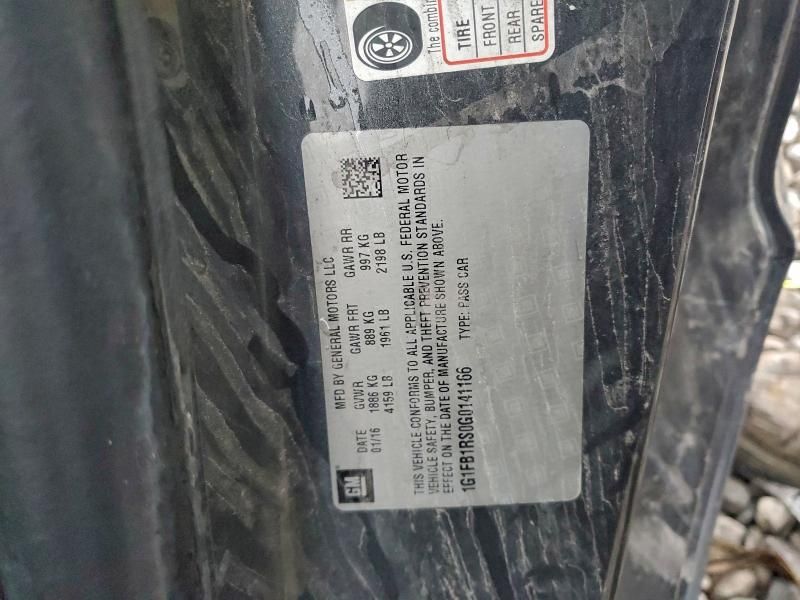 MFD BY GENERAL MOTORS LLC
GM DATE GVWR GAWR FRT GAWR RR
01/16 1886 KG 889 KG 997 KG
4159 LB 1961 LB 2198 LB
THIS VEHICLE CONFORMS TO ALL APPLICABLE U.S. FEDERAL MOTOR
VEHICLE SAFETY, BUMPER, AND THEFT PREVENTION STANDARDS IN
EFFECT ON THE DATE OF MANUFACTURE SHOWN ABOVE.
1G1FB1RS0G0141166 TYPE: PASS CAR
The combin
TIRE
FRONT
REAR
SPARE